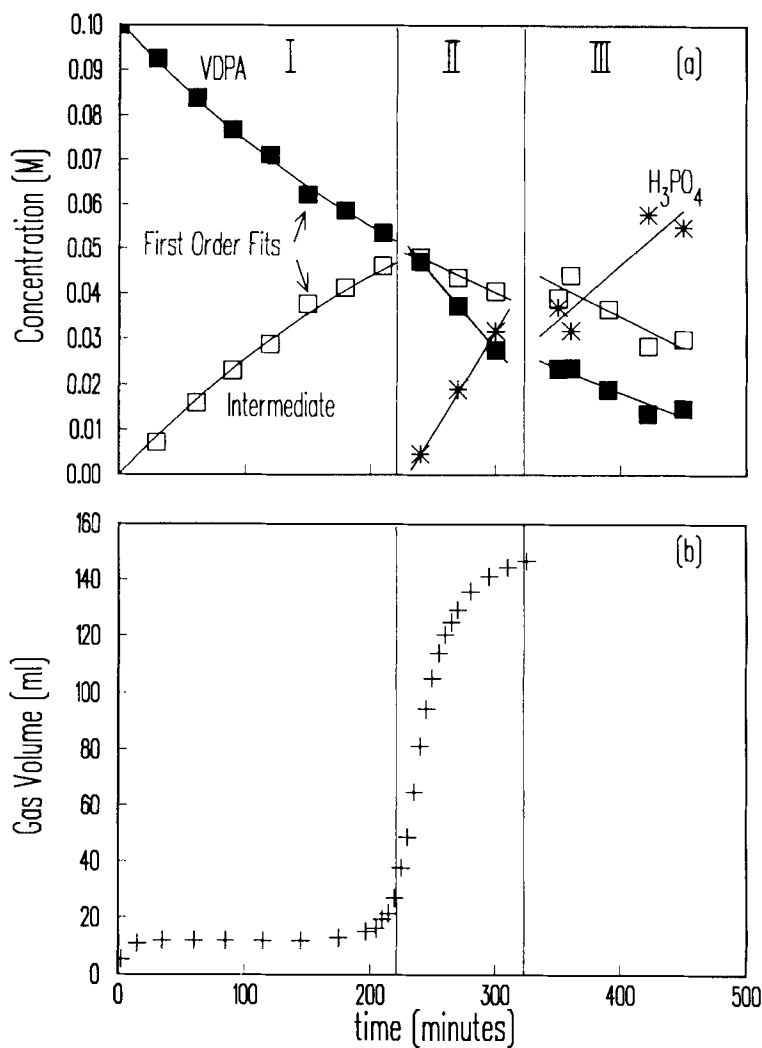 0.10
0.09
0.08
0.07
0.06
0.05
0.04
0.03
0.02
0.01
0.00
Concentration (M)
VDPA
I
II
III
(a)
First Order Fits
Intermediate
H₃PO₄
160
140
120
100
80
60
40
20
0
Gas Volume (ml)
(b)
0 100 200 300 400 500
time (minutes)